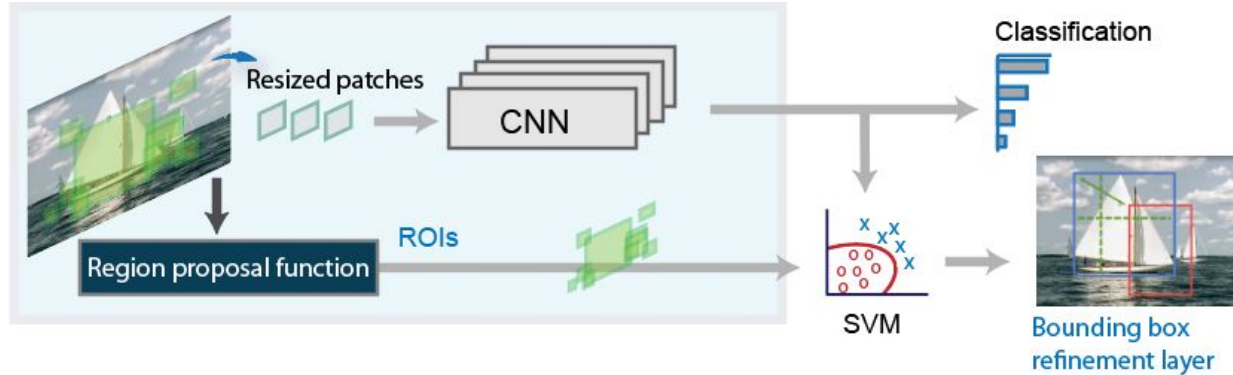 Classification
Resized patches
CNN
ROIs
Region proposal function
X
X X
X X
X
O O
O O O
O O
SVM
Bounding box
refinement layer